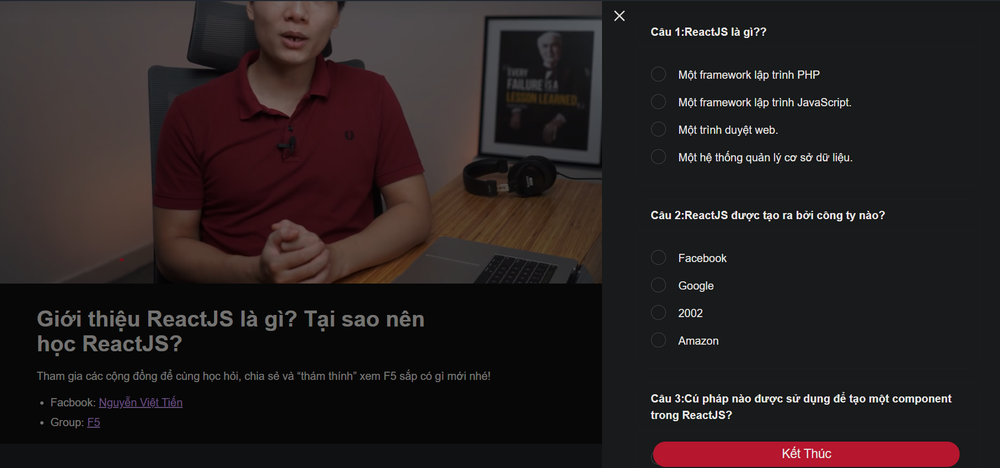 EVERY
FAILURE IS A
LESSON LEARNED
Giới thiệu ReactJS là gì? Tại sao nên
học ReactJS?
Tham gia các cộng đồng để cùng học hỏi, chia sẻ và “thám thính” xem F5 sắp có gì mới nhé!
Facbook: Nguyễn Việt Tiến
Group: F5
Câu 1:ReactJS là gì??
Một framework lập trình PHP
Một framework lập trình JavaScript.
Một trình duyệt web.
Một hệ thống quản lý cơ sở dữ liệu.
Câu 2:ReactJS được tạo ra bởi công ty nào?
Facebook
Google
2002
Amazon
Câu 3:Cú pháp nào được sử dụng để tạo một component
trong ReactJS?
Kết Thúc